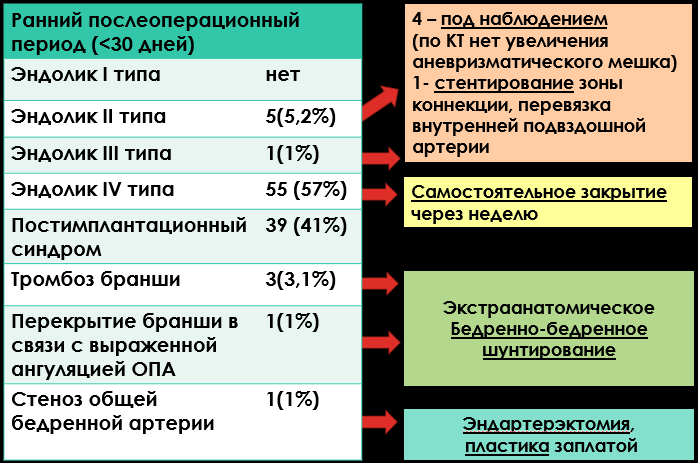 Ранний послеоперационный
период (<30 дней)
Эндолик I типа нет
Эндолик II типа 5(5,2%)
Эндолик III типа 1(1%)
Эндолик IV типа 55 (57%)
Постимплантационный 39 (41%)
синдром
Тромбоз бранши 3(3,1%)
Перекрытие бранши в 1(1%)
связи с выраженной
ангуляцией ОПА
Стеноз общей 1(1%)
бедренной артерии
4 – под наблюдением
(по КТ нет увеличения
аневризматического мешка)
1- стентирование зоны
коннекции, перевязка
внутренней подвздошной
артерии
Самостоятельное закрытие
через неделю
Экстраанатомическое
Бедренно-бедренное
шунтирование
Эндартерэктомия,
пластика заплатой